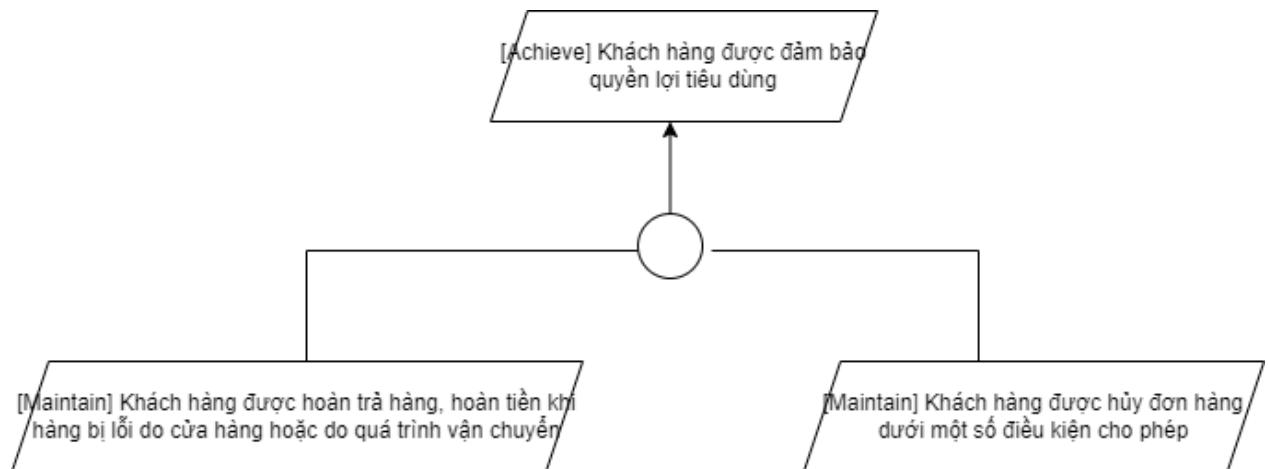 [Achieve] Khách hàng được đảm bảo
quyền lợi tiêu dùng
[Maintain] Khách hàng được hoàn trả hàng, hoàn tiền khi
hàng bị lỗi do cửa hàng hoặc do quá trình vận chuyển
[Maintain] Khách hàng được hủy đơn hàng
dưới một số điều kiện cho phép